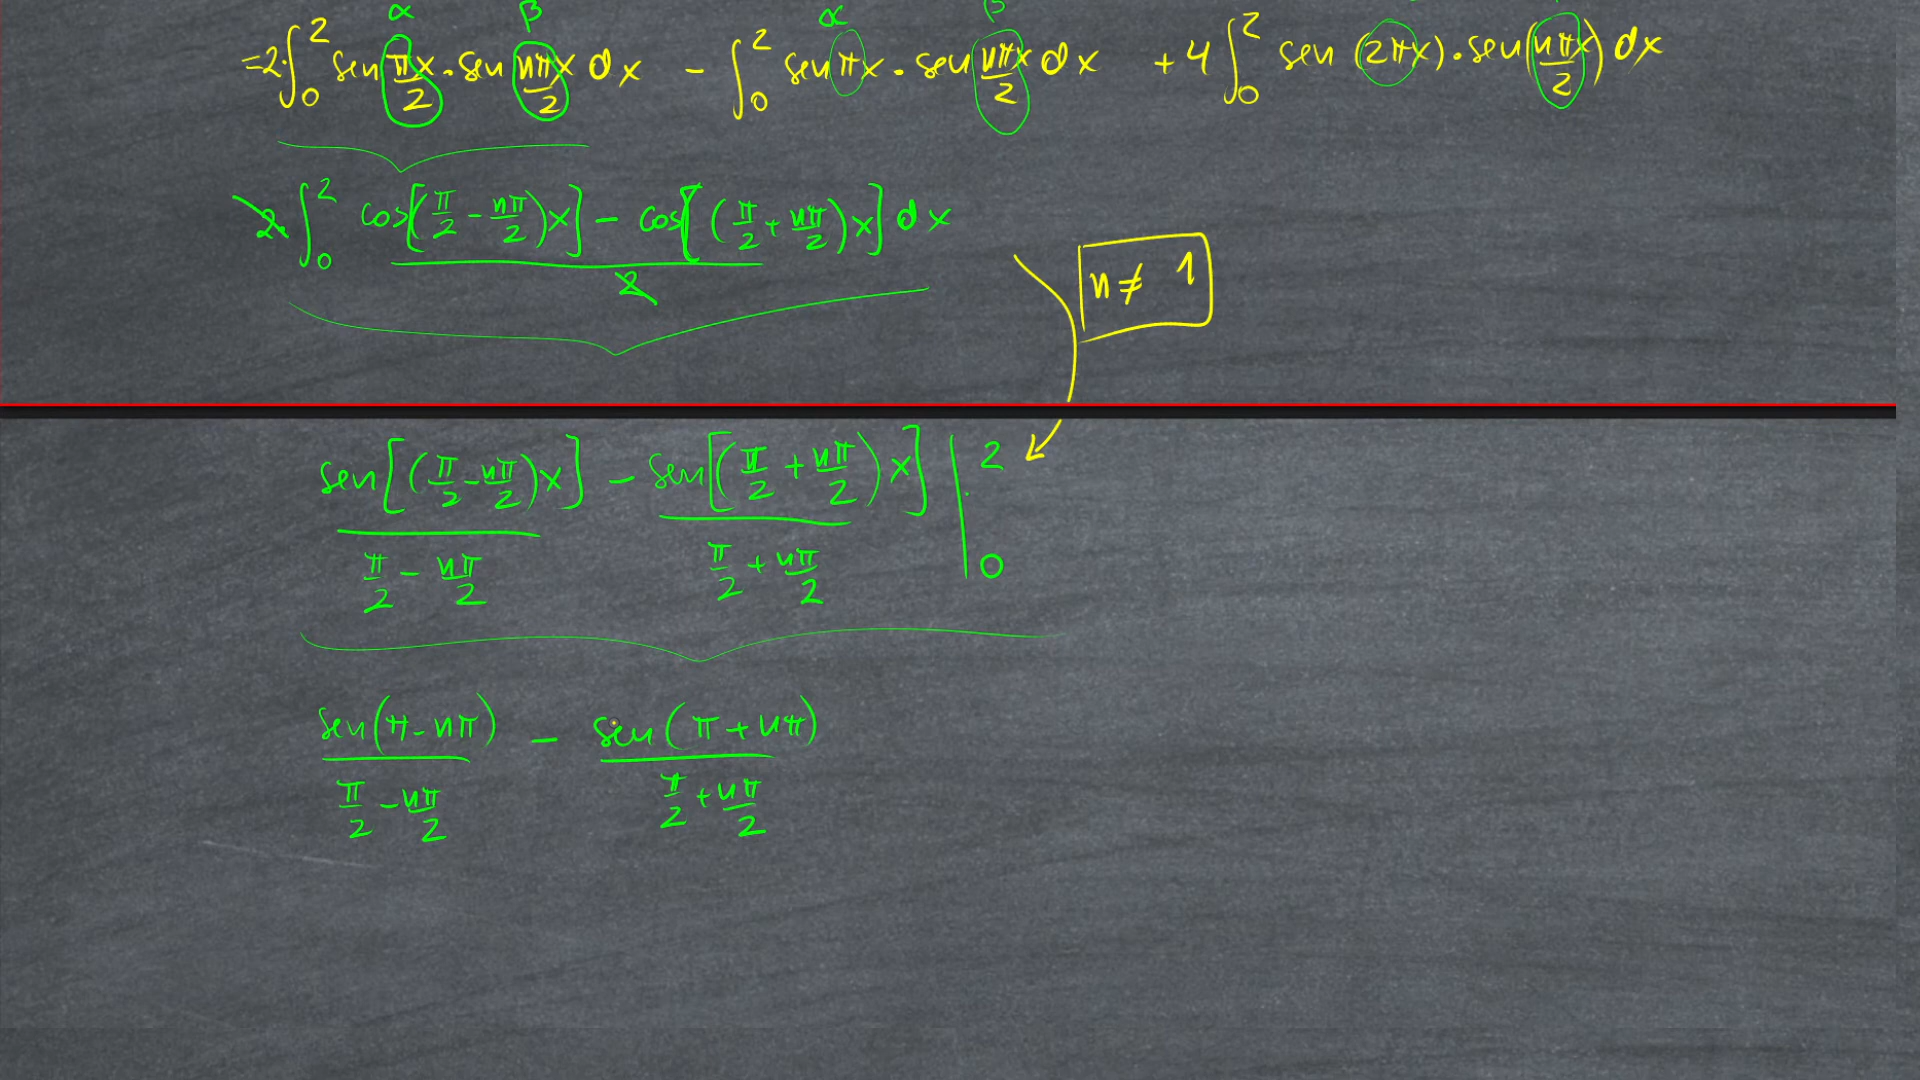 α β α β
=2·∫₀² sen π/2 x · sen nπ/2 x dx − ∫₀² sen πx · sen nπ/2 x dx + 4 ∫₀² sen (2πx) · sen(nπ/2 x) dx
2·∫₀² cos[(π/2 − nπ/2)x] − cos[(π/2 + nπ/2)x] dx
2
n ≠ 1
sen[(π/2 − nπ/2)x] − sen[(π/2 + nπ/2)x] | 2
π/2 − nπ/2 π/2 + nπ/2 0
sen(π − nπ) − sen(π + nπ)
π/2 − nπ/2 π/2 + nπ/2